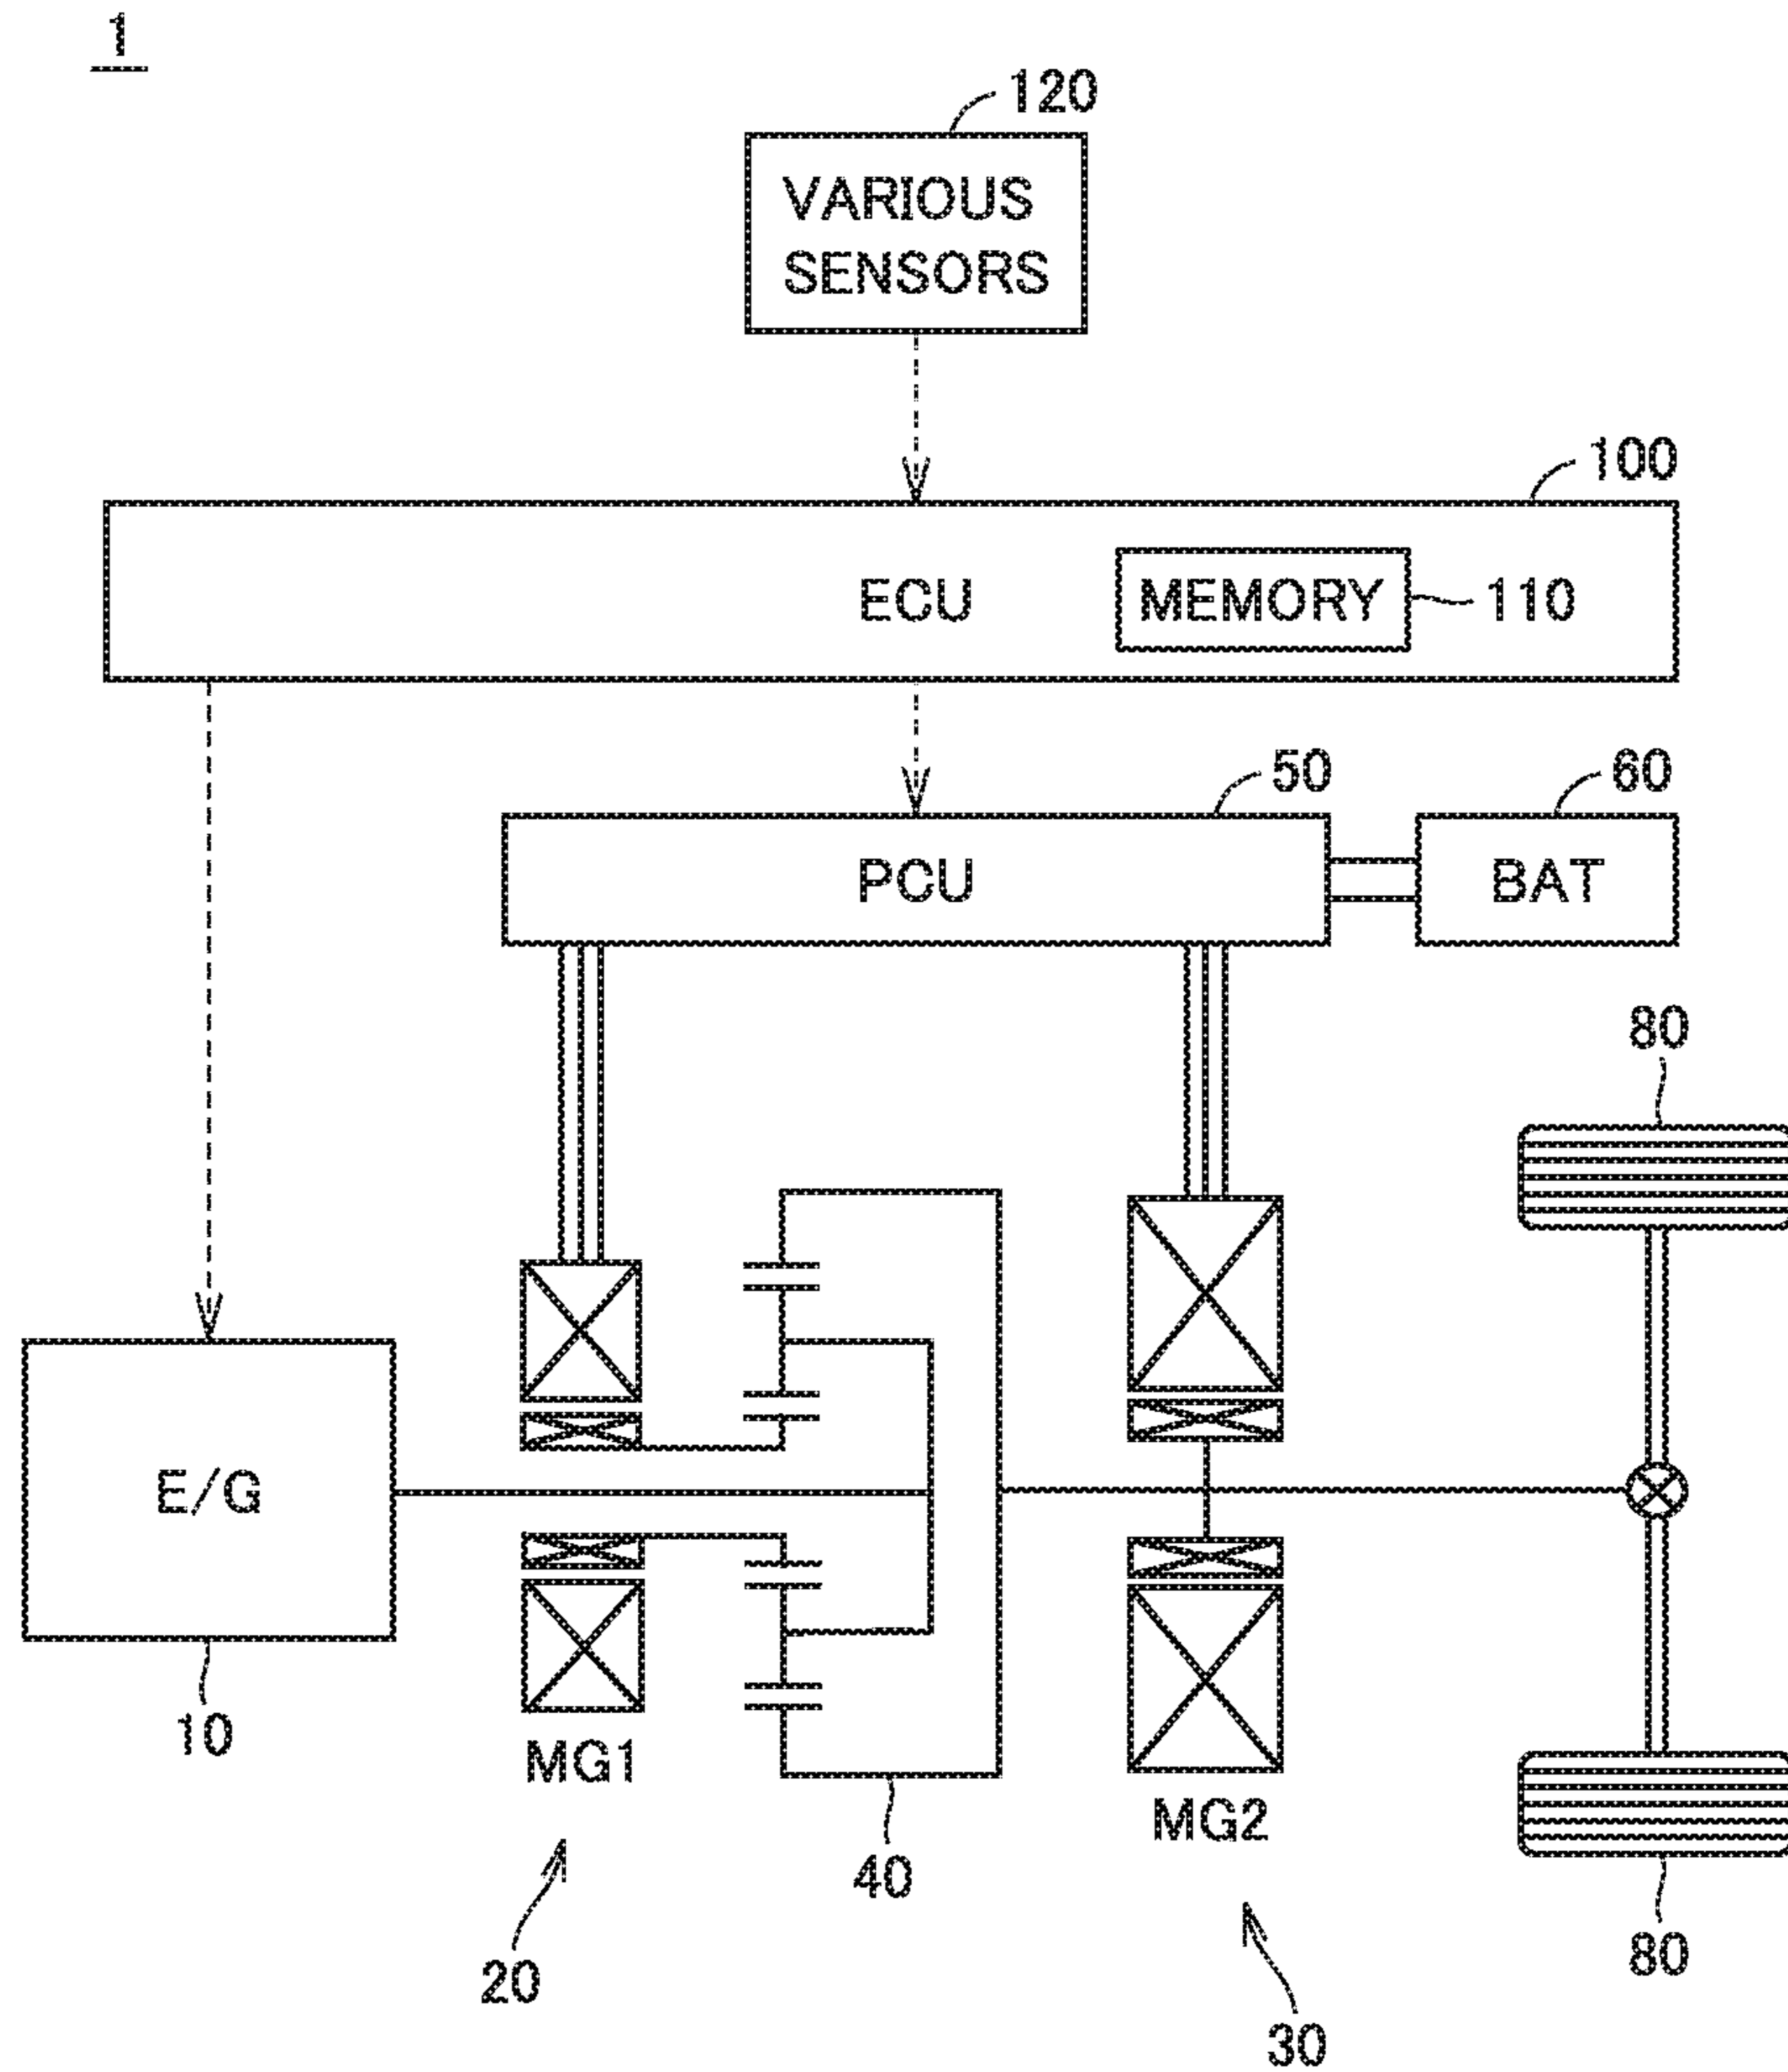 1
120
VARIOUS
SENSORS
100
ECU
MEMORY
110
50
60
PCU
BAT
80
E/G
10
MG1
MG2
40
20
80
30